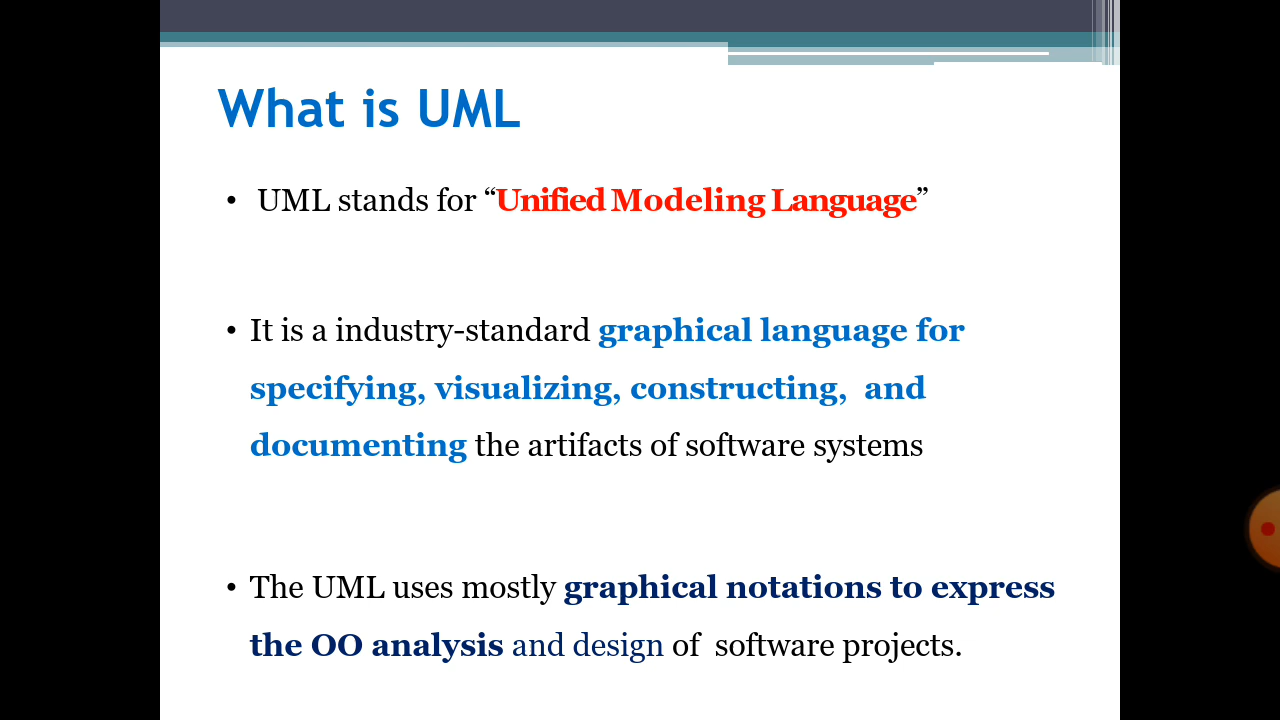 What is UML
• UML stands for “Unified Modeling Language”
• It is a industry-standard graphical language for
specifying, visualizing, constructing,  and
documenting the artifacts of software systems
• The UML uses mostly graphical notations to express
the OO analysis and design of  software projects.